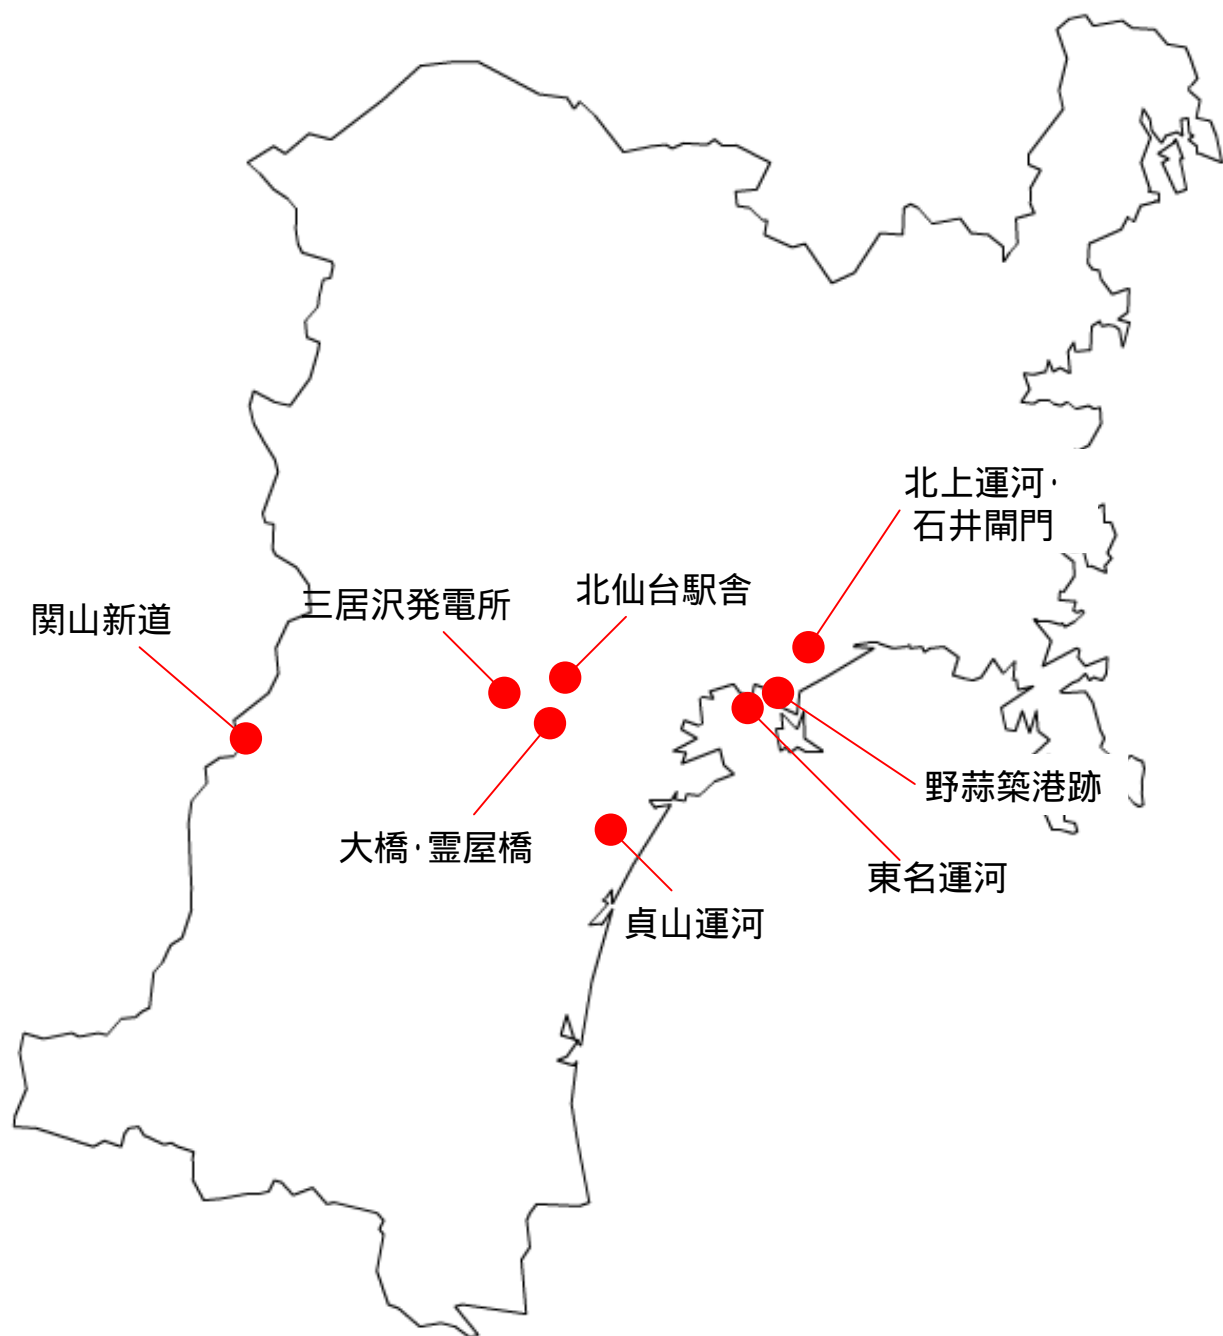 北上運河·
石井閘門
北仙台駅舎
三居沢発電所
関山新道
野蒜築港跡
大橋·霊屋橋
東名運河
貞山運河